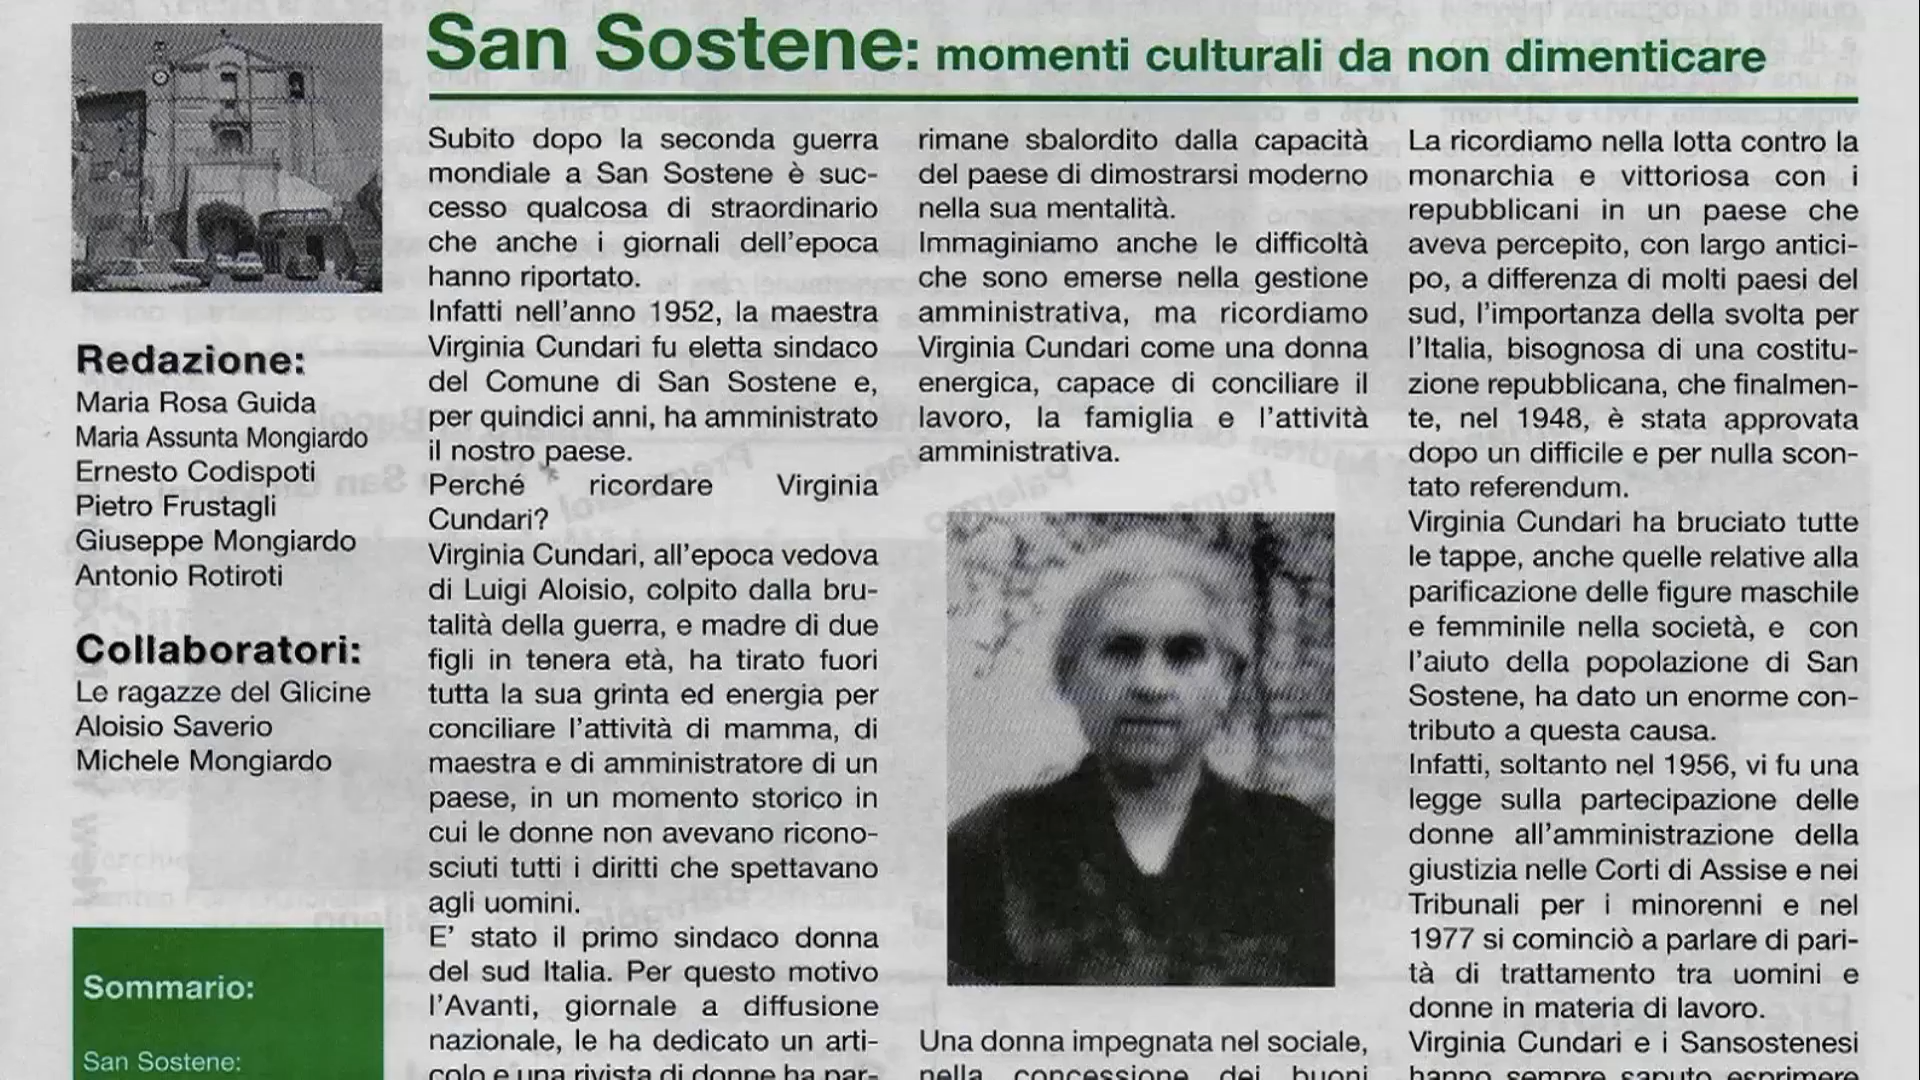 San Sostene: momenti culturali da non dimenticare
Redazione:
Maria Rosa Guida
Maria Assunta Mongiardo
Ernesto Codispoti
Pietro Frustagli
Giuseppe Mongiardo
Antonio Rotiroti
Collaboratori:
Le ragazze del Glicine
Aloisio Saverio
Michele Mongiardo
Sommario:
San Sostene:
Subito dopo la seconda guerra
mondiale a San Sostene è suc-
cesso qualcosa di straordinario
che anche i giornali dell'epoca
hanno riportato.
Infatti nell'anno 1952, la maestra
Virginia Cundari fu eletta sindaco
del Comune di San Sostene e,
per quindici anni, ha amministrato
il nostro paese.
Perché ricordare Virginia
Cundari?
Virginia Cundari, all'epoca vedova
di Luigi Aloisio, colpito dalla bru-
talità della guerra, e madre di due
figli in tenera età, ha tirato fuori
tutta la sua grinta ed energia per
conciliare l'attività di mamma, di
maestra e di amministratore di un
paese, in un momento storico in
cui le donne non avevano ricono-
sciuti tutti i diritti che spettavano
agli uomini.
E' stato il primo sindaco donna
del sud Italia. Per questo motivo
l'Avanti, giornale a diffusione
nazionale, le ha dedicato un arti-
colo e una rivista di donne ha par-
rimane sbalordito dalla capacità
del paese di dimostrarsi moderno
nella sua mentalità.
Immaginiamo anche le difficoltà
che sono emerse nella gestione
amministrativa, ma ricordiamo
Virginia Cundari come una donna
energica, capace di conciliare il
lavoro, la famiglia e l'attività
amministrativa.
Una donna impegnata nel sociale,
nella concessione dei buoni
La ricordiamo nella lotta contro la
monarchia e vittoriosa con i
repubblicani in un paese che
aveva percepito, con largo antici-
po, a differenza di molti paesi del
sud, l'importanza della svolta per
l'Italia, bisognosa di una costitu-
zione repubblicana, che finalmen-
te, nel 1948, è stata approvata
dopo un difficile e per nulla scon-
tato referendum.
Virginia Cundari ha bruciato tutte
le tappe, anche quelle relative alla
parificazione delle figure maschile
e femminile nella società, e con
l'aiuto della popolazione di San
Sostene, ha dato un enorme con-
tributo a questa causa.
Infatti, soltanto nel 1956, vi fu una
legge sulla partecipazione delle
donne all'amministrazione della
giustizia nelle Corti di Assise e nei
Tribunali per i minorenni e nel
1977 si cominciò a parlare di pari-
tà di trattamento tra uomini e
donne in materia di lavoro.
Virginia Cundari e i Sansostenesi
hanno sempre saputo esprimere